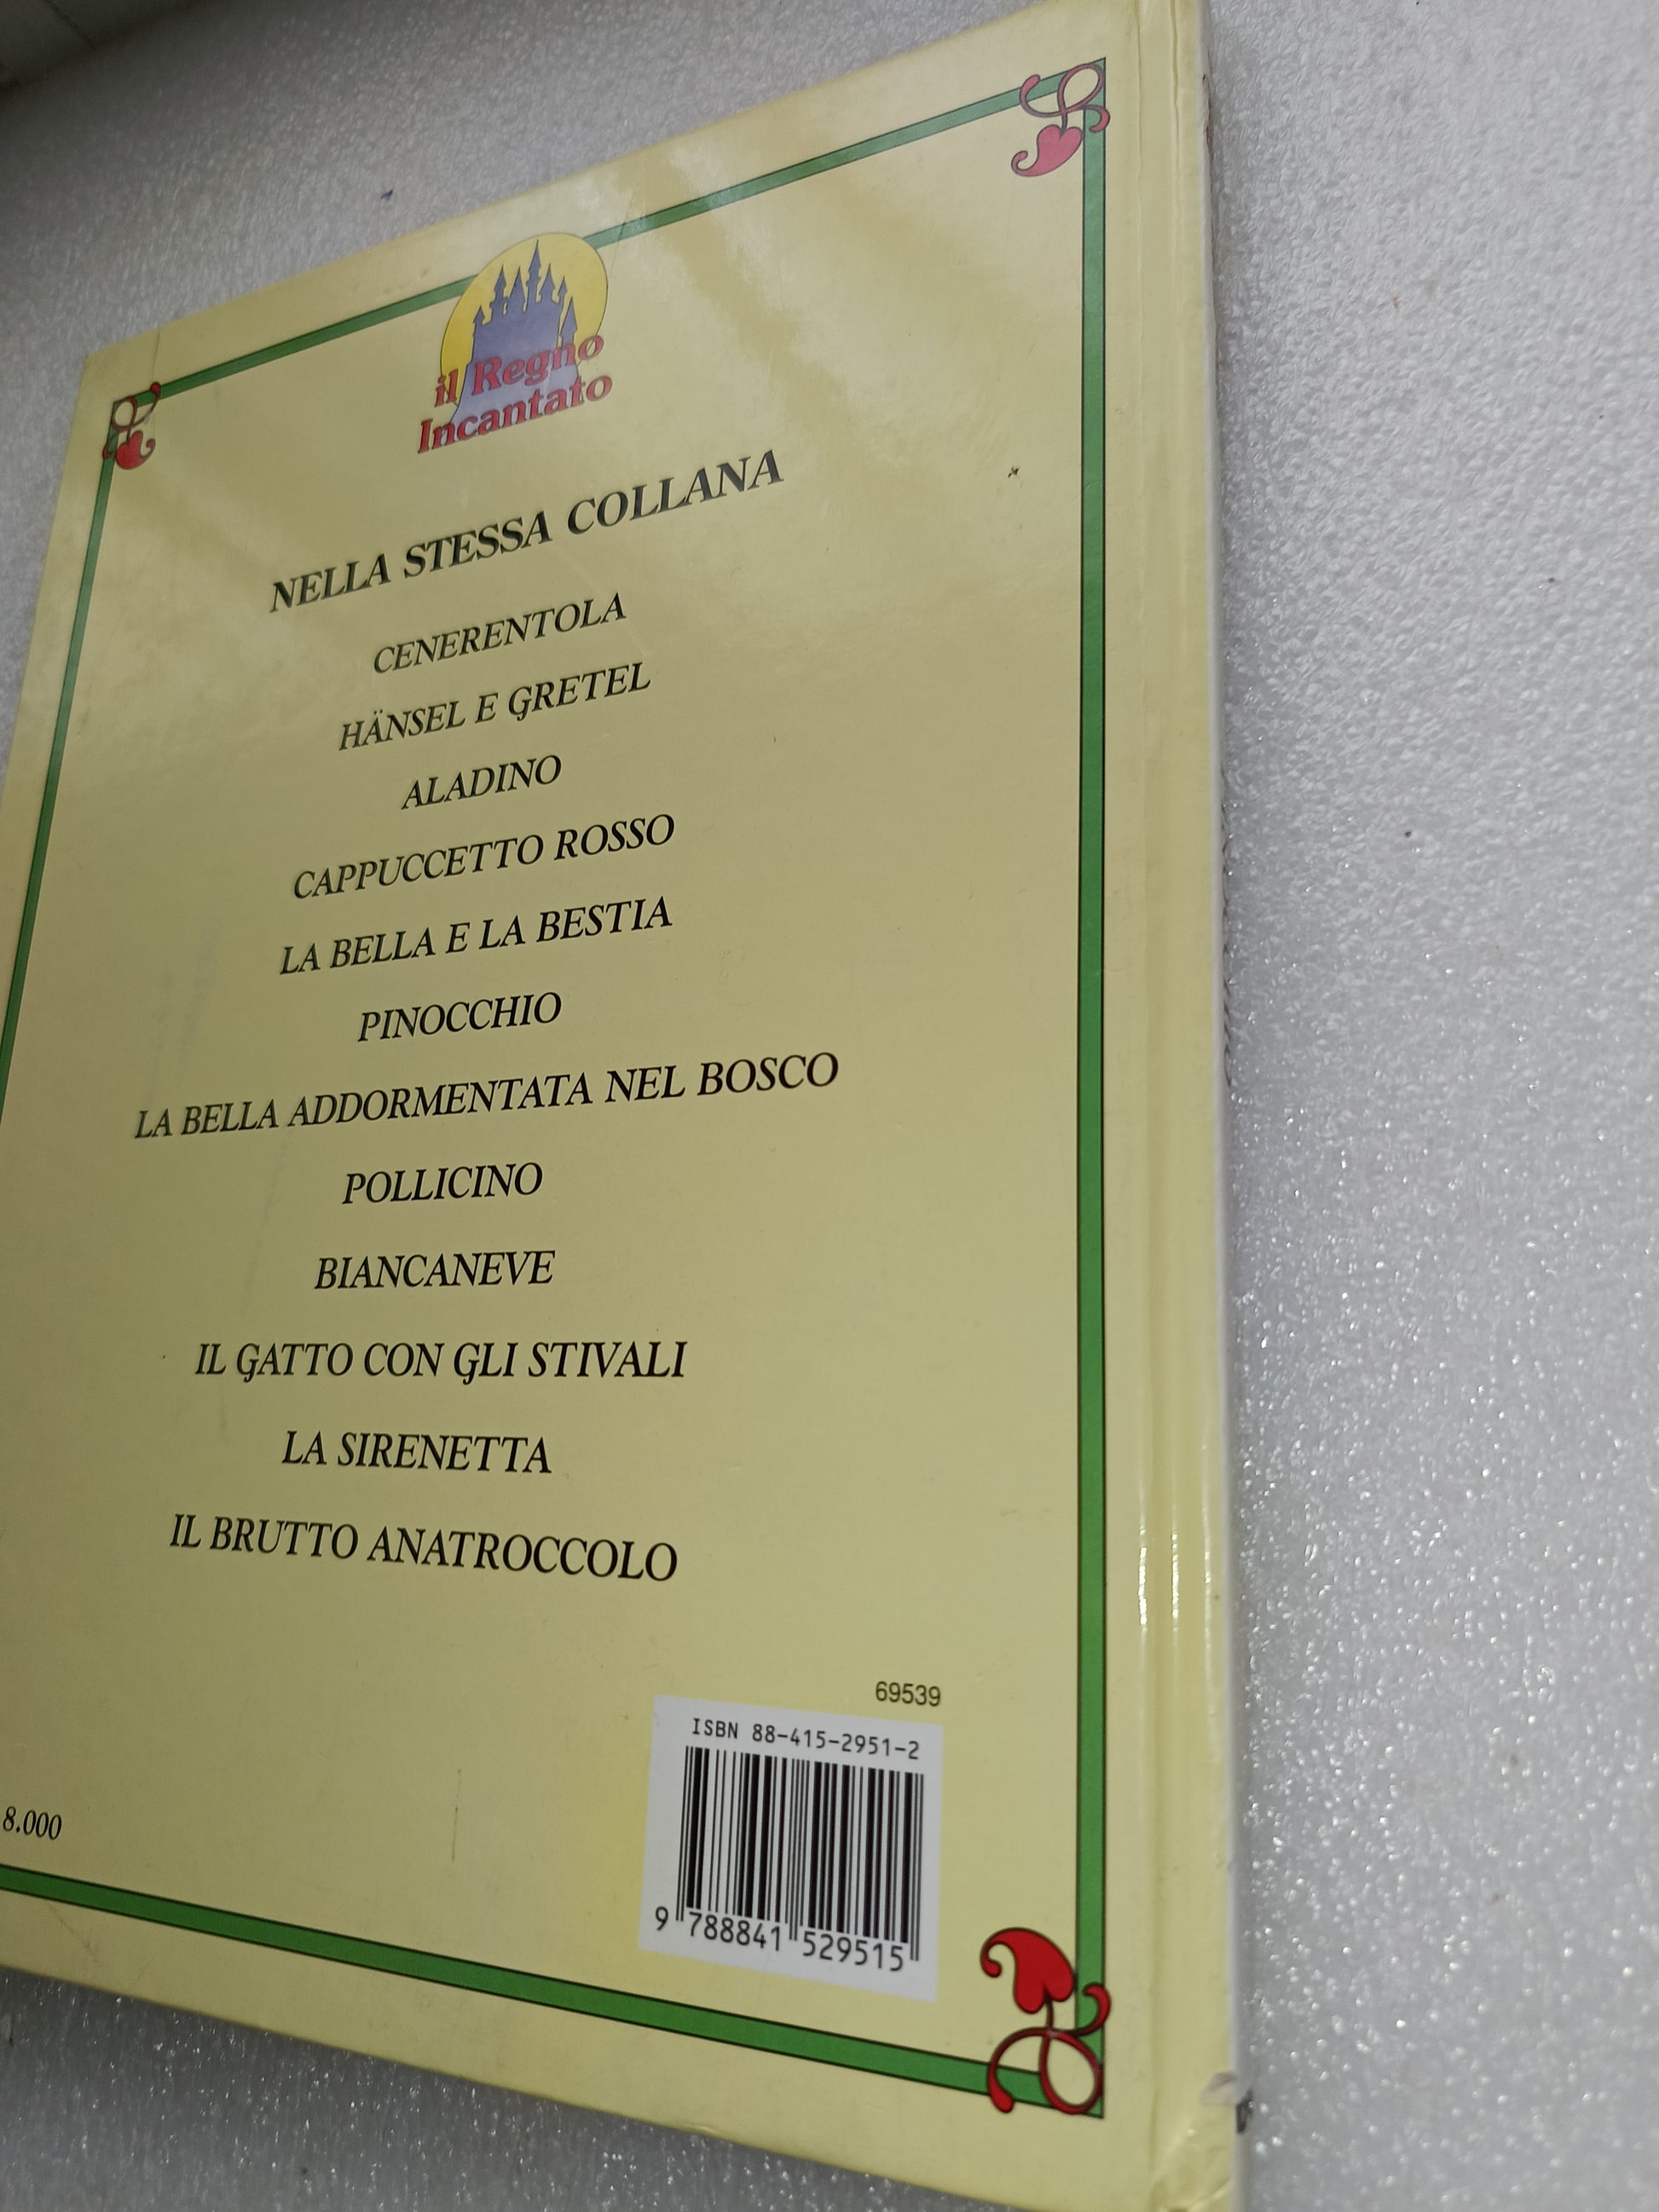 il Regno
Incantato
NELLA STESSA COLLANA
CENERENTOLA
HÄNSEL E GRETEL
ALADINO
CAPPUCCETTO ROSSO
LA BELLA E LA BESTIA
PINOCCHIO
LA BELLA ADDORMENTATA NEL BOSCO
POLLICINO
BIANCANEVE
IL GATTO CON GLI STIVALI
LA SIRENETTA
IL BRUTTO ANATROCCOLO
69539
ISBN 88-415-2951-2
9 788841 529515
8.000